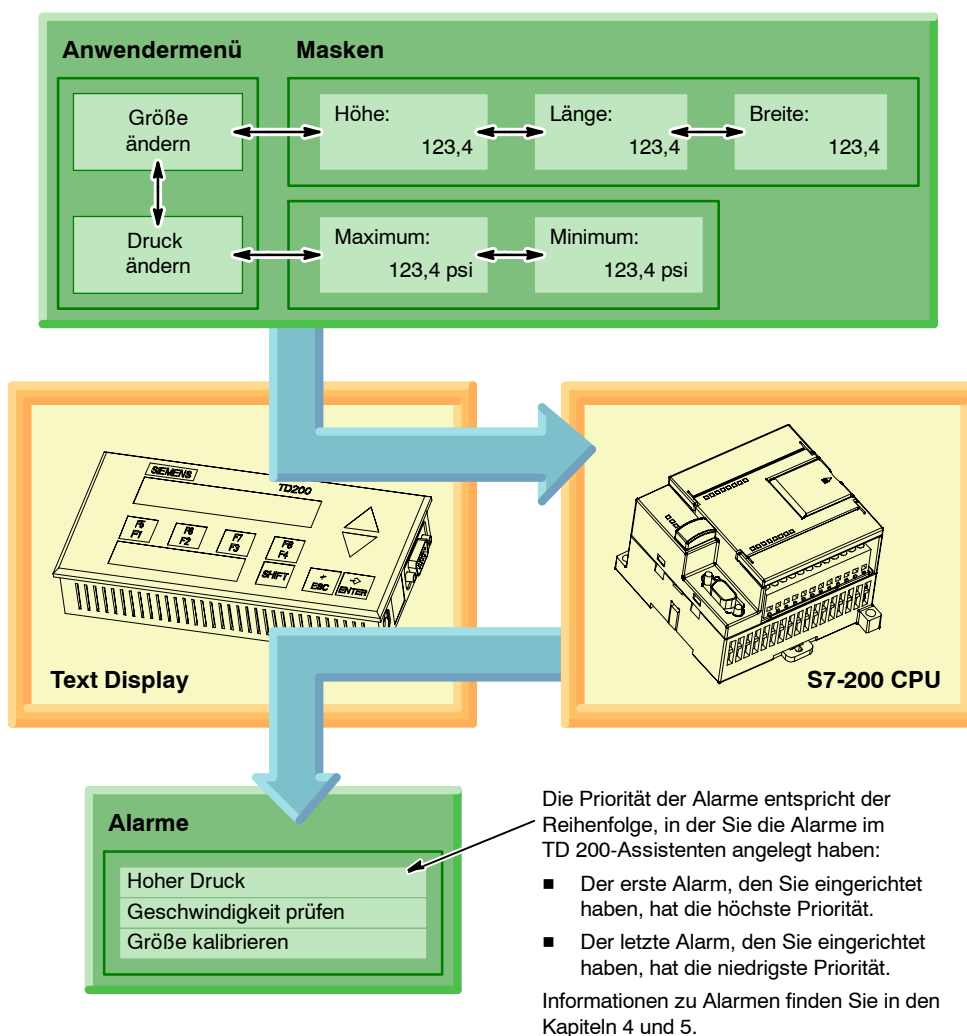 Anwendermenü
Masken
Größe
ändern
Höhe:
123,4
Länge:
123,4
Breite:
123,4
Druck
ändern
Maximum:
123,4 psi
Minimum:
123,4 psi
SIEMENS
TD200
F5
F1
F6
F2
F7
F3
F8
F4
SHIFT
ESC
ENTER
Text Display
S7-200 CPU
Alarme
Hoher Druck
Geschwindigkeit prüfen
Größe kalibrieren
Die Priorität der Alarme entspricht der
Reihenfolge, in der Sie die Alarme im
TD 200-Assistenten angelegt haben:
■ Der erste Alarm, den Sie eingerichtet
haben, hat die höchste Priorität.
■ Der letzte Alarm, den Sie eingerichtet
haben, hat die niedrigste Priorität.
Informationen zu Alarmen finden Sie in den
Kapiteln 4 und 5.